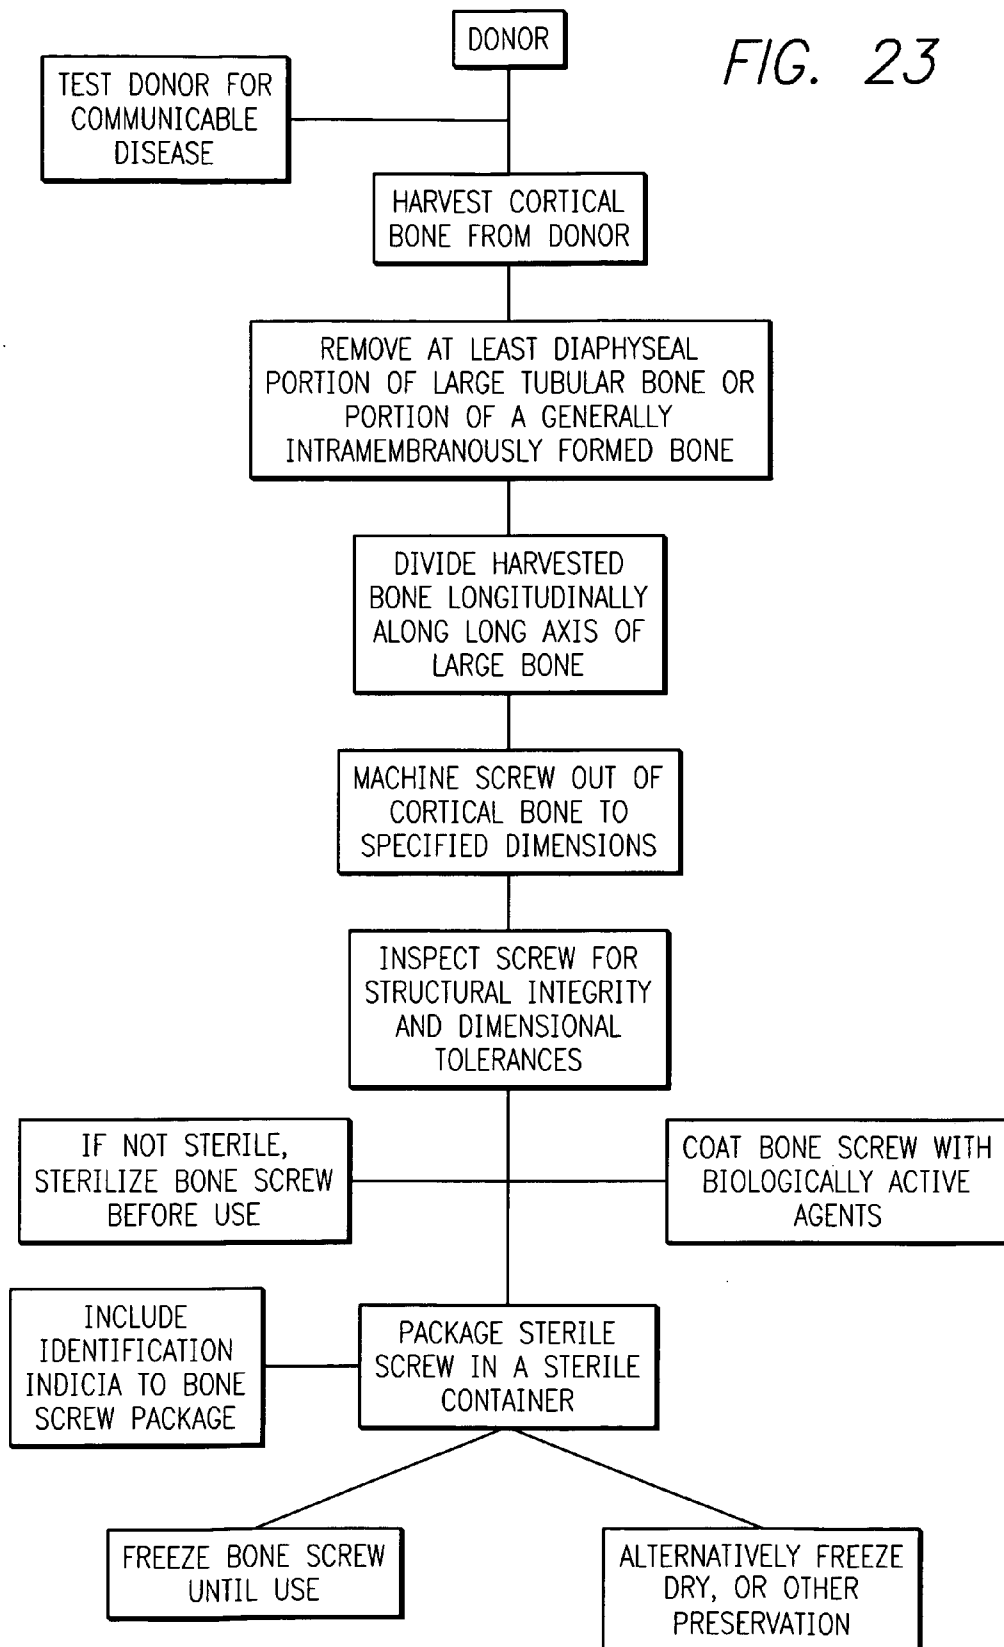 DONOR
FIG. 23
TEST DONOR FOR
COMMUNICABLE
DISEASE
HARVEST CORTICAL
BONE FROM DONOR
REMOVE AT LEAST DIAPHYSEAL
PORTION OF LARGE TUBULAR BONE OR
PORTION OF A GENERALLY
INTRAMEMBRANOUSLY FORMED BONE
DIVIDE HARVESTED
BONE LONGITUDINALLY
ALONG LONG AXIS OF
LARGE BONE
MACHINE SCREW OUT OF
CORTICAL BONE TO
SPECIFIED DIMENSIONS
INSPECT SCREW FOR
STRUCTURAL INTEGRITY
AND DIMENSIONAL
TOLERANCES
IF NOT STERILE,
STERILIZE BONE SCREW
BEFORE USE
COAT BONE SCREW WITH
BIOLOGICALLY ACTIVE
AGENTS
INCLUDE
IDENTIFICATION
INDICIA TO BONE
SCREW PACKAGE
PACKAGE STERILE
SCREW IN A STERILE
CONTAINER
FREEZE BONE SCREW
UNTIL USE
ALTERNATIVELY FREEZE
DRY, OR OTHER
PRESERVATION